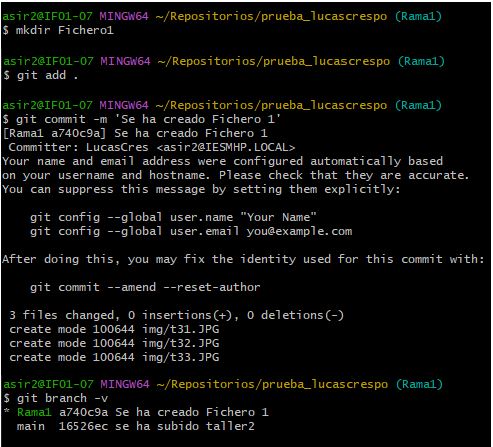 asir2@IFO1-07 MINGW64 ~/Repositorios/prueba_lucascrespo (Rama1)
$ mkdir Fichero1
asir2@IFO1-07 MINGW64 ~/Repositorios/prueba_lucascrespo (Rama1)
$ git add .
asir2@IFO1-07 MINGW64 ~/Repositorios/prueba_lucascrespo (Rama1)
$ git commit -m 'Se ha creado Fichero 1'
[Rama1 a740c9a] Se ha creado Fichero 1
Committer: LucasCres <asir2@IESMHP.LOCAL>
Your name and email address were configured automatically based
on your username and hostname. Please check that they are accurate.
You can suppress this message by setting them explicitly:
git config --global user.name "Your Name"
git config --global user.email you@example.com
After doing this, you may fix the identity used for this commit with:
git commit --amend --reset-author
3 files changed, 0 insertions(+), 0 deletions(-)
create mode 100644 img/t31.JPG
create mode 100644 img/t32.JPG
create mode 100644 img/t33.JPG
asir2@IFO1-07 MINGW64 ~/Repositorios/prueba_lucascrespo (Rama1)
$ git branch -v
* Rama1 a740c9a Se ha creado Fichero 1
main 16526ec se ha subido taller2